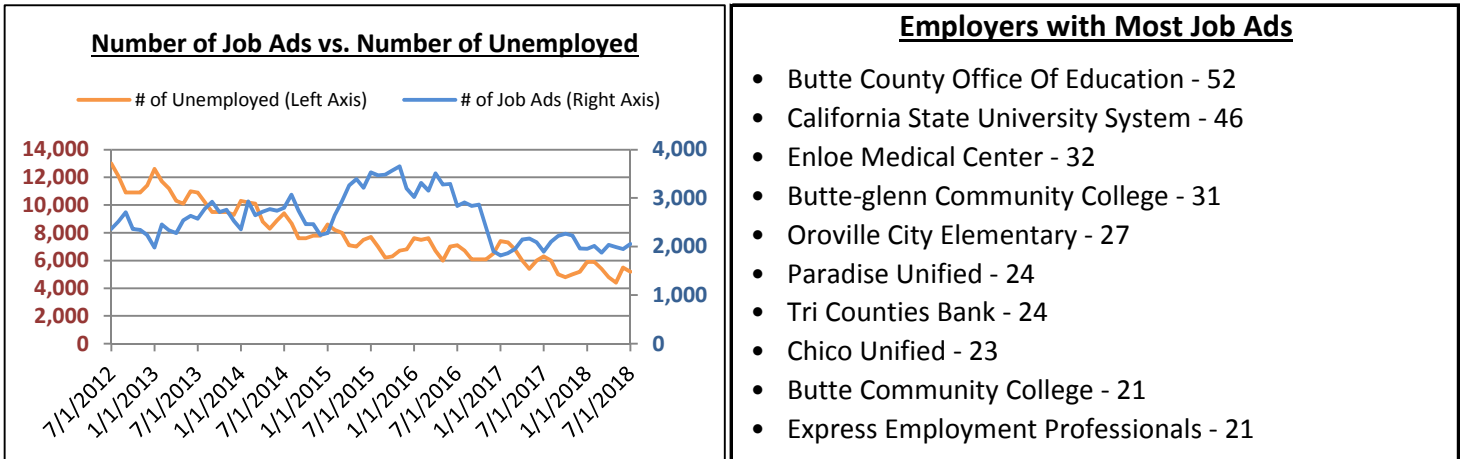 Number of Job Ads vs. Number of Unemployed
# of Unemployed (Left Axis) # of Job Ads (Right Axis)
14,000 4,000
12,000
10,000 3,000
8,000
6,000 2,000
4,000 1,000
2,000
0 0
7/1/2012 1/1/2013 7/1/2013 1/1/2014 7/1/2014 1/1/2015 7/1/2015 1/1/2016 7/1/2016 1/1/2017 7/1/2017 1/1/2018 7/1/2018
Employers with Most Job Ads
• Butte County Office Of Education - 52
• California State University System - 46
• Enloe Medical Center - 32
• Butte-glenn Community College - 31
• Oroville City Elementary - 27
• Paradise Unified - 24
• Tri Counties Bank - 24
• Chico Unified - 23
• Butte Community College - 21
• Express Employment Professionals - 21